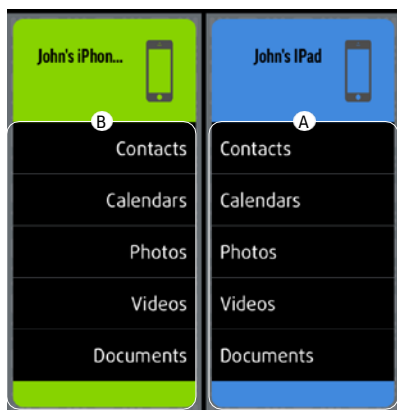 John's iPhon...
B
Contacts
Calendars
Photos
Videos
Documents
John's IPad
A
Contacts
Calendars
Photos
Videos
Documents